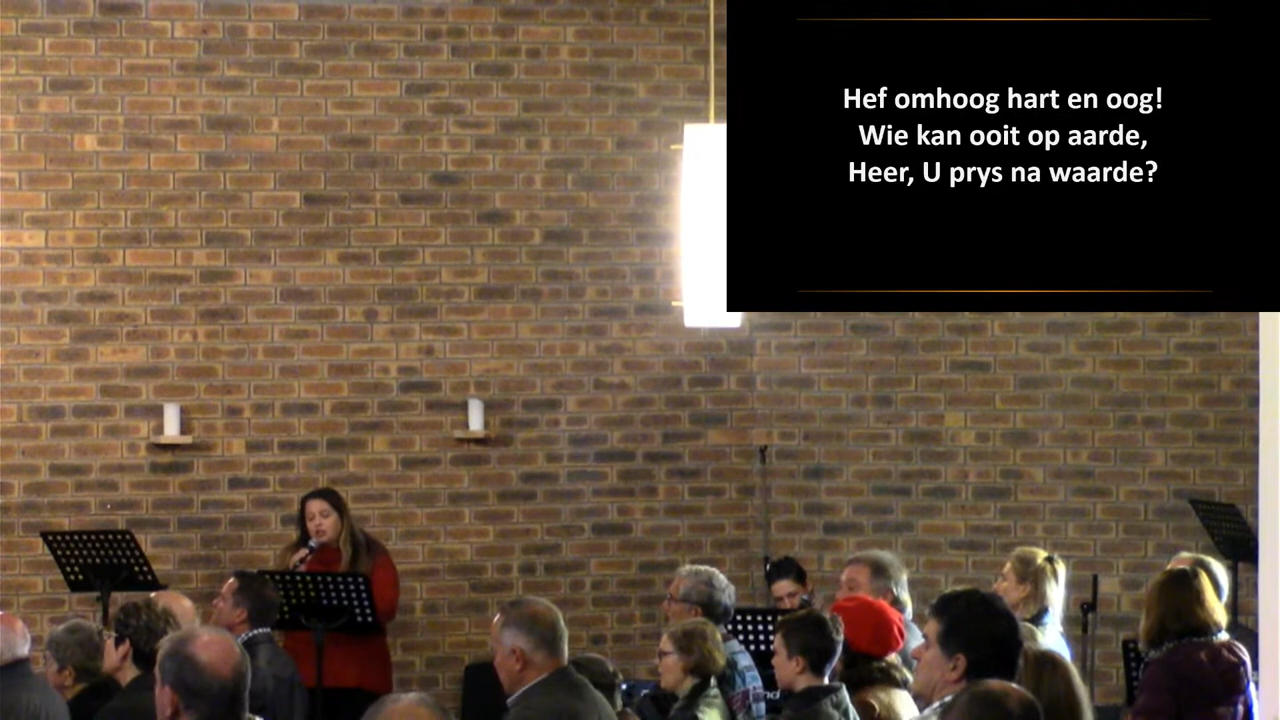 Hef omhoog hart en oog!
Wie kan ooit op aarde,
Heer, U prys na waarde?